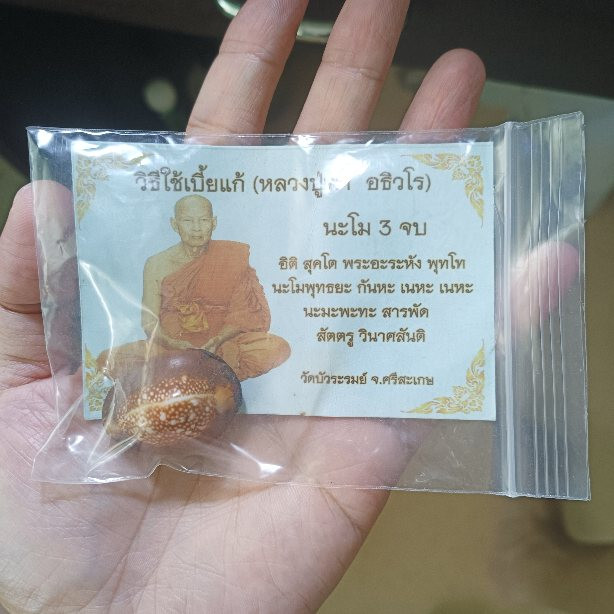 วิธีใช้เบี้ยแก้ (หลวงปู่ อธิวโร)
นะโม 3 จบ
อิติ สุคโต พระอะระหัง พุทโท
นะโมพุทธยะ กันหะ เนหะ เนหะ
นะมะพะทะ สารพัด
สัตตรู วินาศสันติ
วัดบัวระรมย์ จ.ศรีสะเกษ